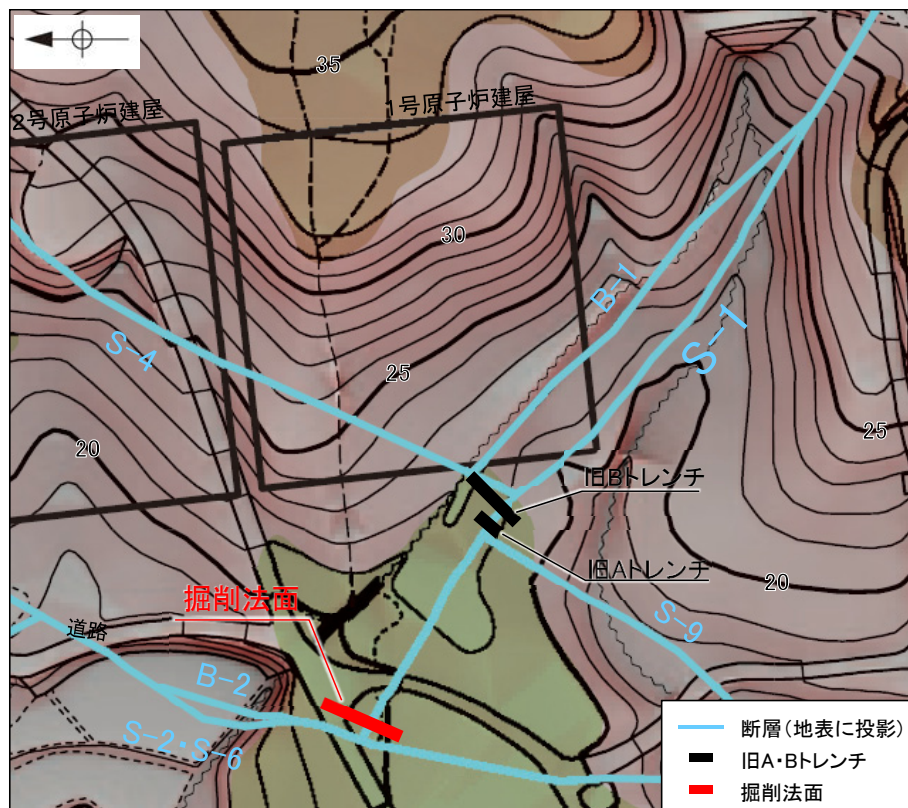 35
2号原子炉建屋
1号原子炉建屋
30
B-1
S-4
S-1
25
20
25
旧Bトレンチ
旧Aトレンチ
20
掘削法面
S-9
道路
B-2
S-2・S-6
断層(地表に投影)
旧A・Bトレンチ
掘削法面